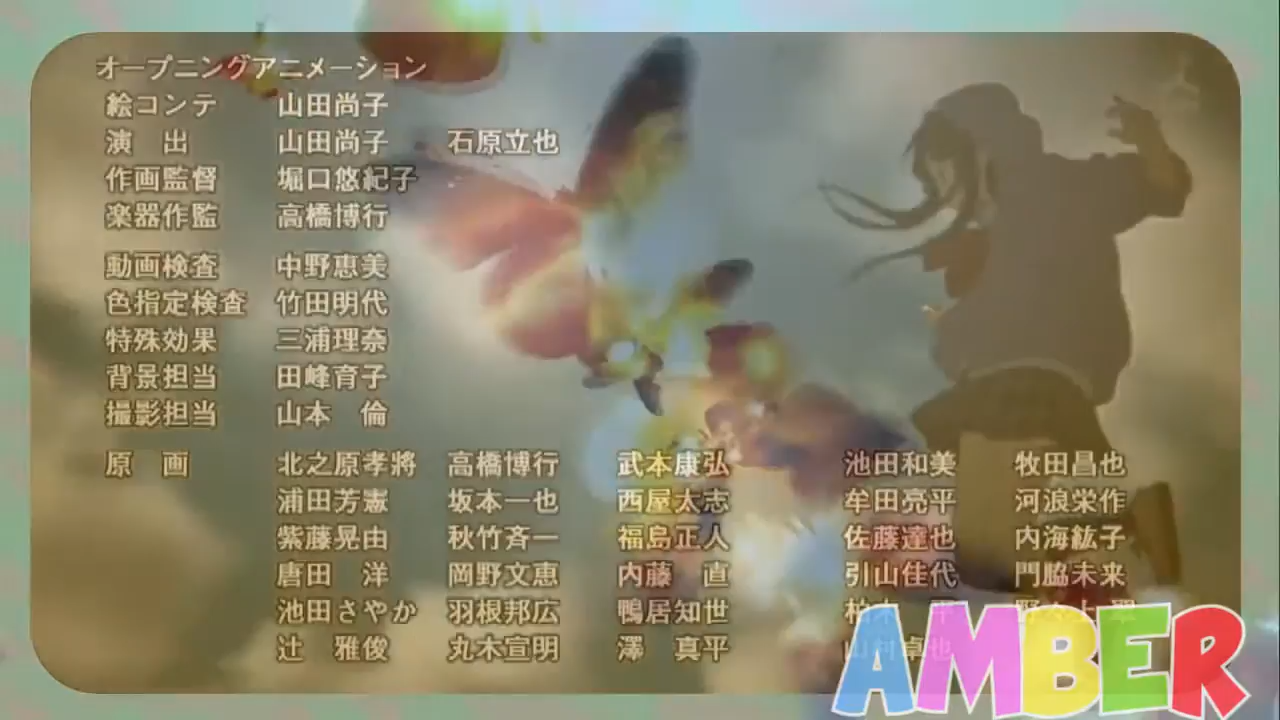 オープニングアニメーション
絵コンテ 山田尚子
演 出 山田尚子 石原立也
作画監督 堀口悠紀子
楽器作監 高橋博行
動画検査 中野恵美
色指定検査 竹田明代
特殊効果 三浦理奈
背景担当 田峰育子
撮影担当 山本 倫
原 画 北之原孝將 高橋博行 武本康弘 池田和美 牧田昌也
浦田芳憲 坂本一也 西屋太志 牟田亮平 河浪栄作
紫藤晃由 秋竹斉一 福島正人 佐藤達也 内海紘子
唐田 洋 岡野文恵 内藤 直 引山佳代 門脇未来
池田さやか 羽根邦広 鴨居知世
辻 雅俊 丸木宣明 澤 真平 山村卓也
AMBER